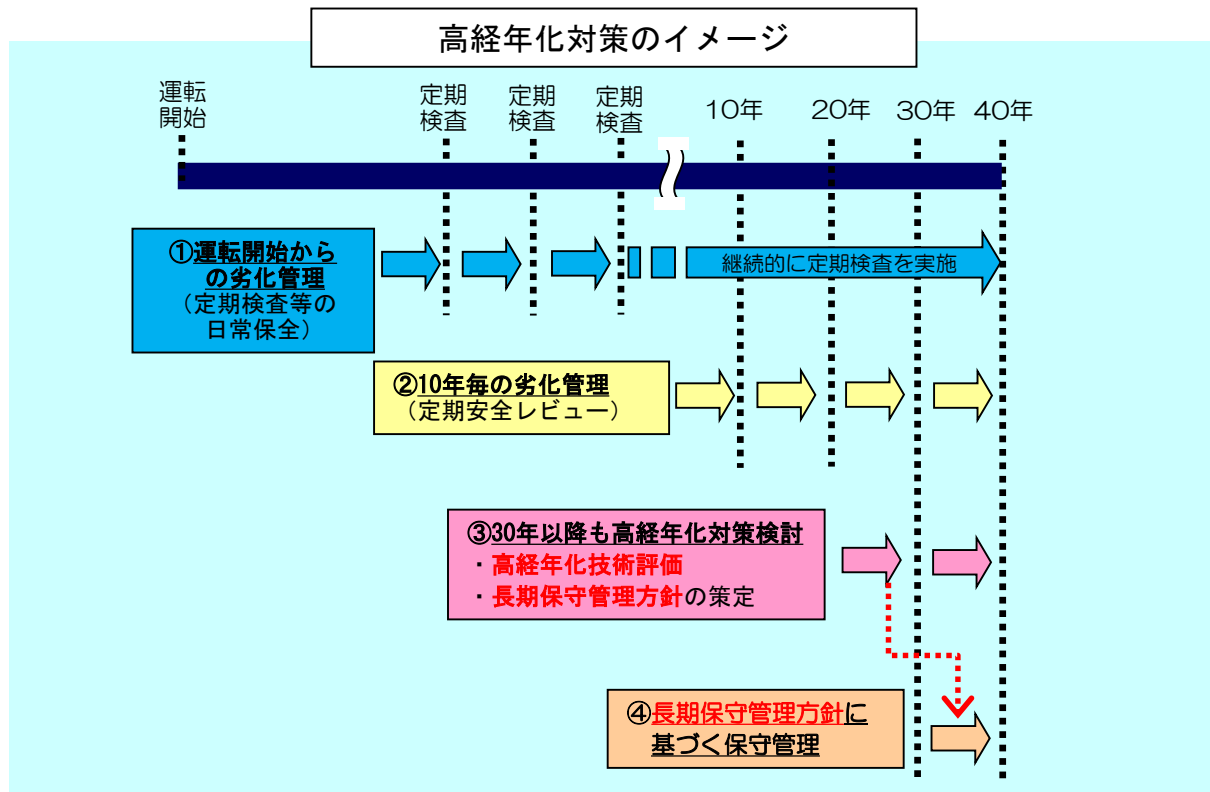 高経年化対策のイメージ
運転
開始
定期
検査
定期
検査
定期
検査
10年
20年
30年
40年
①運転開始から
の劣化管理
（定期検査等の
日常保全）
継続的に定期検査を実施
②10年毎の劣化管理
（定期安全レビュー）
③30年以降も高経年化対策検討
・高経年化技術評価
・長期保守管理方針の策定
④長期保守管理方針に
基づく保守管理